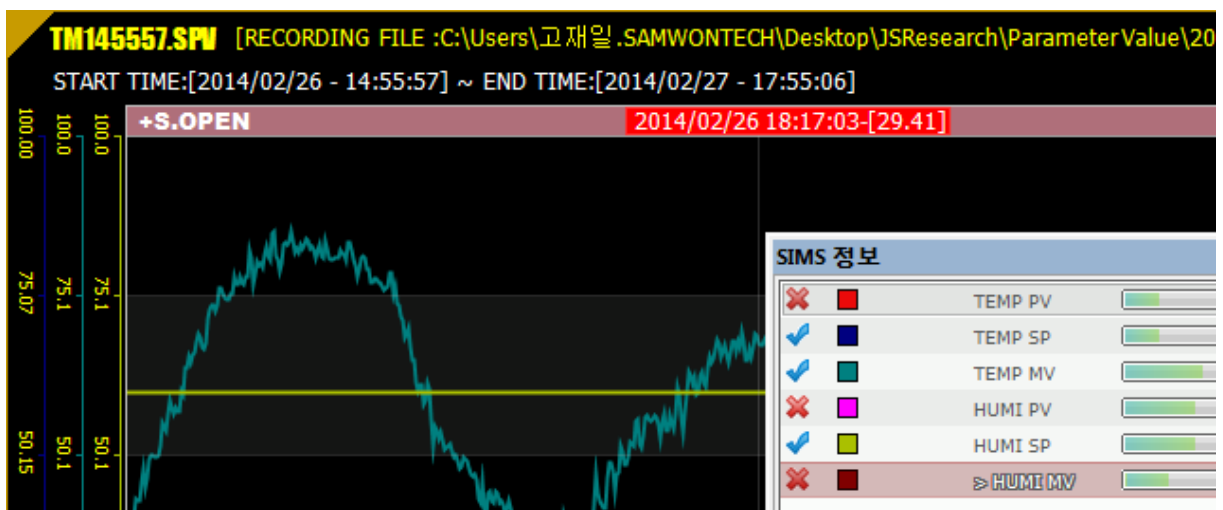 TM145557.SPV [RECORDING FILE :C:\Users\고재일.SAMWONTECH\Desktop\JSResearch\ParameterValue\20
START TIME:[2014/02/26 - 14:55:57] ~ END TIME:[2014/02/27 - 17:55:06]
+S.OPEN 2014/02/26 18:17:03-[29.41]
100.00 100.0 100.0
75.07 75.1 75.1
50.15 50.1 50.1
SIMS 정보
TEMP PV
TEMP SP
TEMP MV
HUMI PV
HUMI SP
> HUMI MV